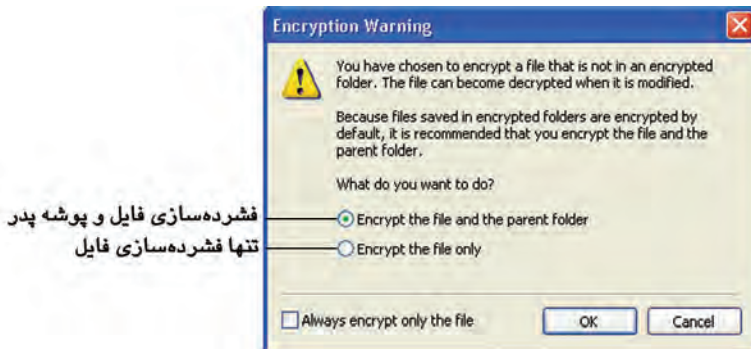 Encryption Warning
You have chosen to encrypt a file that is not in an encrypted
folder. The file can become decrypted when it is modified.
Because files saved in encrypted folders are encrypted by
default, it is recommended that you encrypt the file and the
parent folder.
What do you want to do?
فشرده‌سازی فایل و پوشه پدر
Encrypt the file and the parent folder
تنها فشرده‌سازی فایل
Encrypt the file only
Always encrypt only the file
OK
Cancel